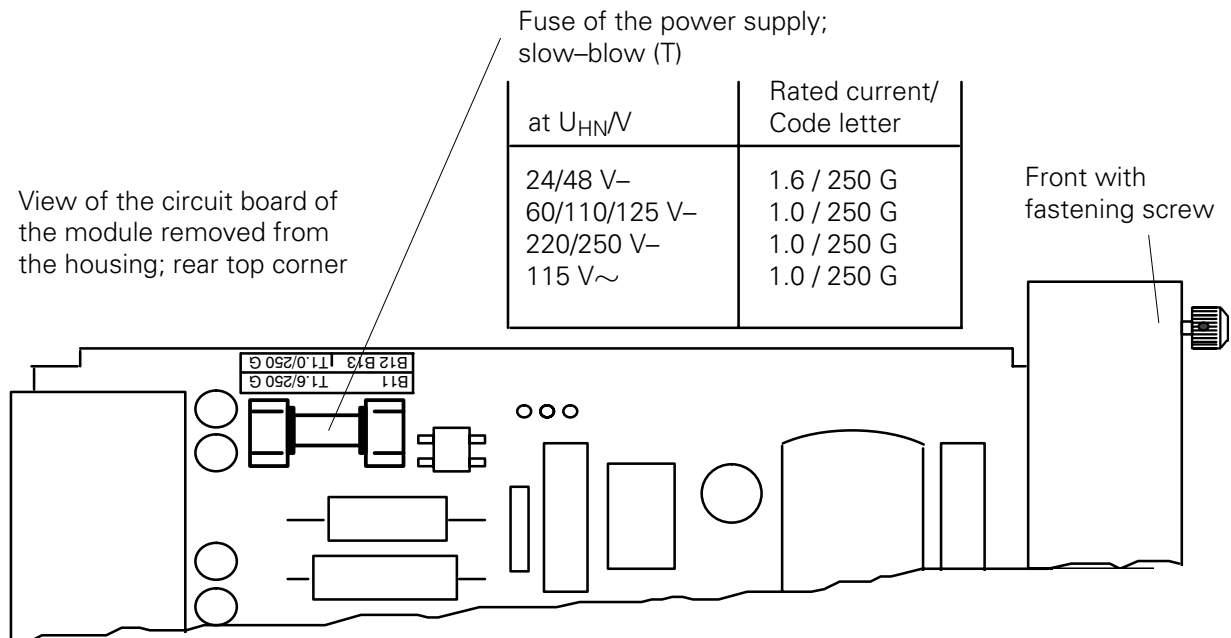 Fuse of the power supply;
slow–blow (T)
at UHN/V
Rated current/
Code letter
24/48 V–
1.6 / 250 G
60/110/125 V–
1.0 / 250 G
220/250 V–
1.0 / 250 G
115 V~
1.0 / 250 G
View of the circuit board of
the module removed from
the housing; rear top corner
Front with
fastening screw
B11 T1.6/250 G
B12 B13 T1.0/250 G